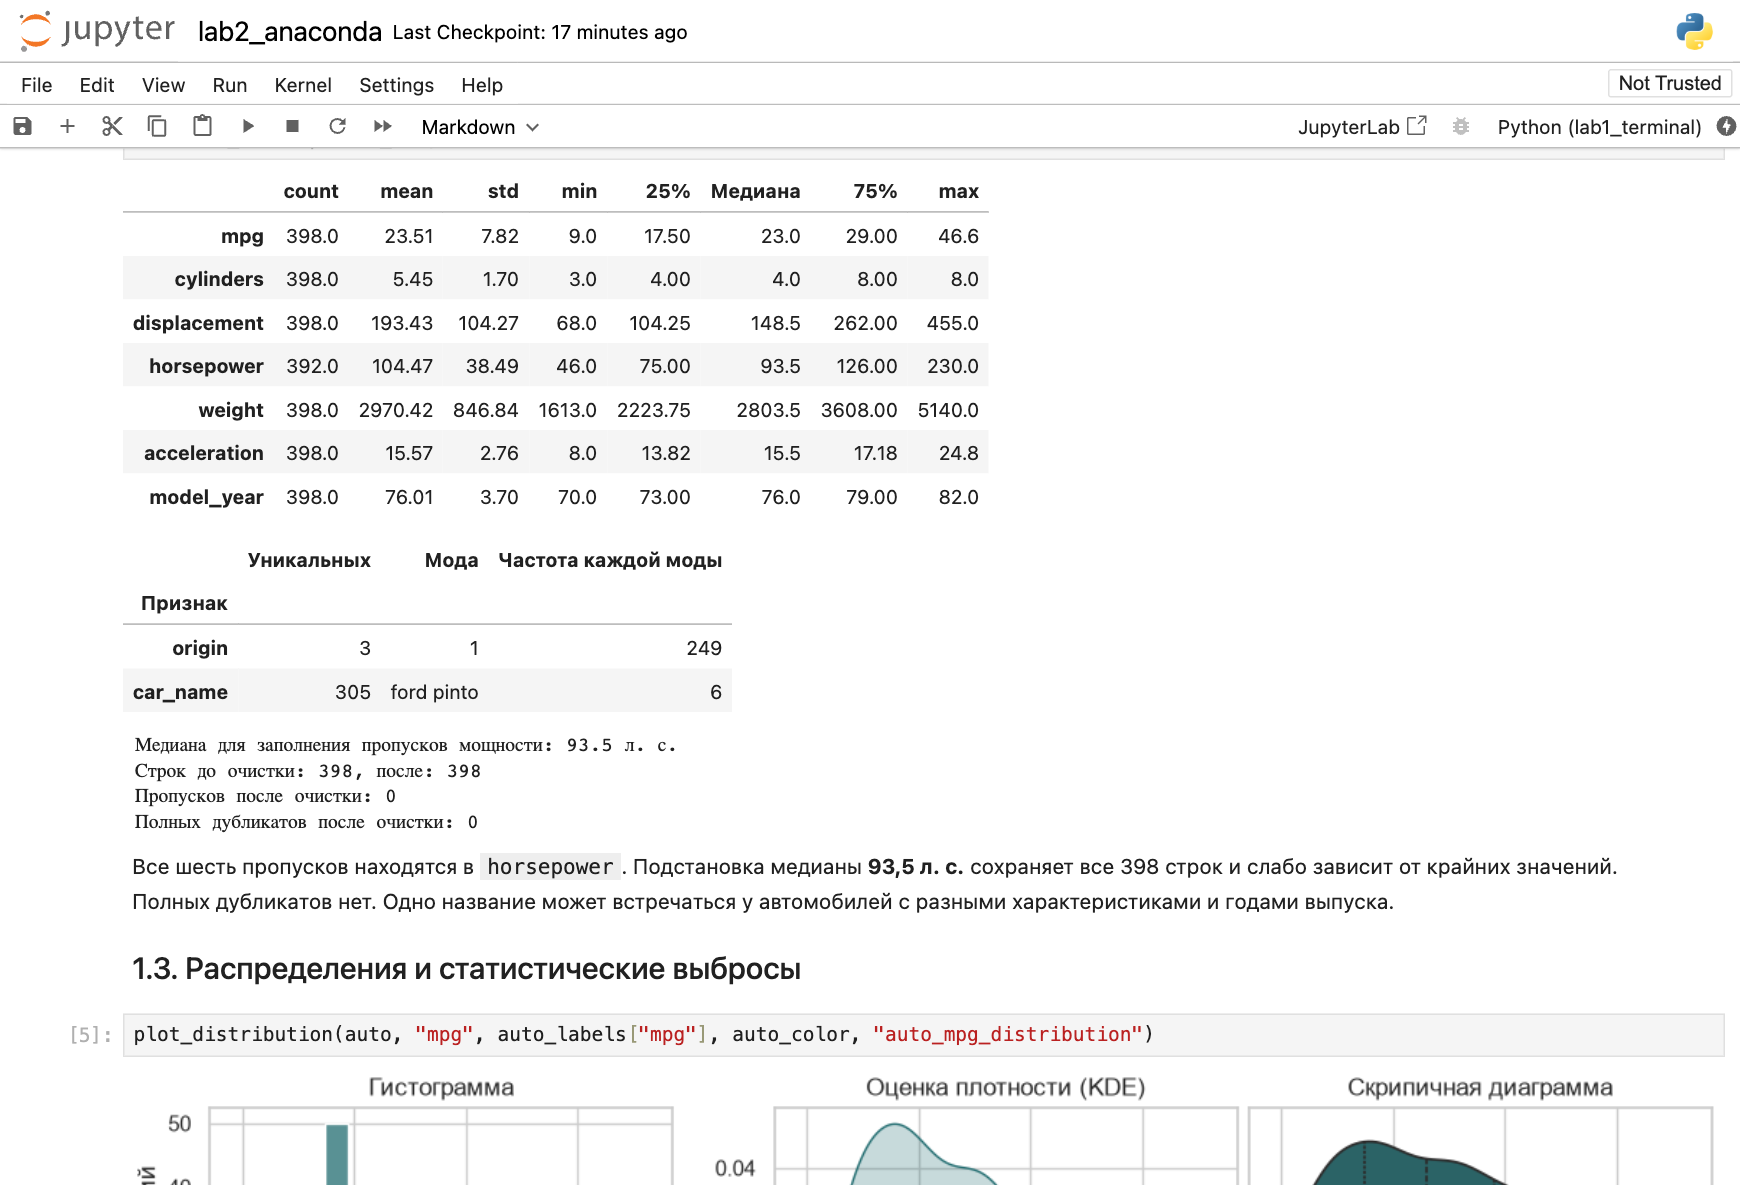 jupyter lab2_anaconda Last Checkpoint: 17 minutes ago
File Edit View Run Kernel Settings Help Not Trusted
Markdown JupyterLab Python (lab1_terminal)
count mean std min 25% Медиана 75% max
mpg 398.0 23.51 7.82 9.0 17.50 23.0 29.00 46.6
cylinders 398.0 5.45 1.70 3.0 4.00 4.0 8.00 8.0
displacement 398.0 193.43 104.27 68.0 104.25 148.5 262.00 455.0
horsepower 392.0 104.47 38.49 46.0 75.00 93.5 126.00 230.0
weight 398.0 2970.42 846.84 1613.0 2223.75 2803.5 3608.00 5140.0
acceleration 398.0 15.57 2.76 8.0 13.82 15.5 17.18 24.8
model_year 398.0 76.01 3.70 70.0 73.00 76.0 79.00 82.0
Уникальных Мода Частота каждой моды
Признак
origin 3 1 249
car_name 305 ford pinto 6
Медиана для заполнения пропусков мощности: 93.5 л. с.
Строк до очистки: 398, после: 398
Пропусков после очистки: 0
Полных дубликатов после очистки: 0
Все шесть пропусков находятся в horsepower. Подстановка медианы 93,5 л. с. сохраняет все 398 строк и слабо зависит от крайних значений.
Полных дубликатов нет. Одно название может встречаться у автомобилей с разными характеристиками и годами выпуска.
1.3. Распределения и статистические выбросы
[5]: plot_distribution(auto, "mpg", auto_labels["mpg"], auto_color, "auto_mpg_distribution")
Гистограмма Оценка плотности (KDE) Скрипичная диаграмма
50
0.04